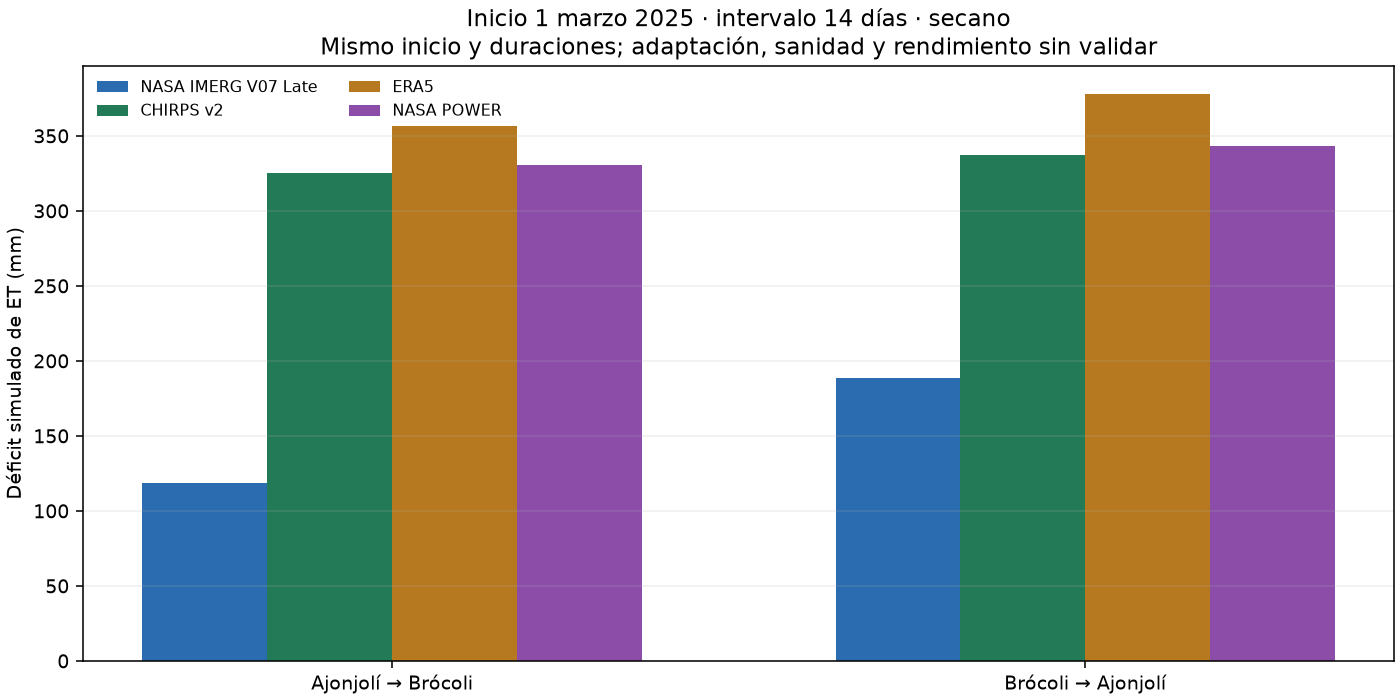 Inicio 1 marzo 2025 · intervalo 14 días · secano
Mismo inicio y duraciones; adaptación, sanidad y rendimiento sin validar
NASA IMERG V07 Late
CHIRPS v2
ERA5
NASA POWER
Déficit simulado de ET (mm)
350
300
250
200
150
100
50
0
Ajonjolí → Brócoli
Brócoli → Ajonjolí